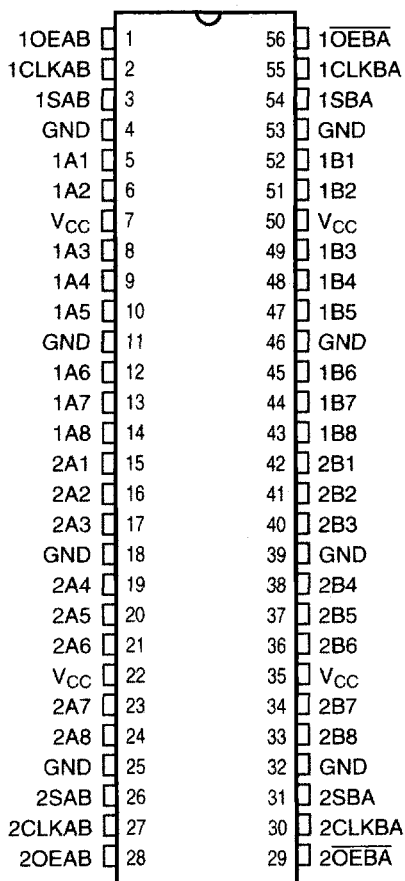 1OEAB 1 56 1OEBA
1CLKAB 2 55 1CLKBA
1SAB 3 54 1SBA
GND 4 53 GND
1A1 5 52 1B1
1A2 6 51 1B2
VCC 7 50 VCC
1A3 8 49 1B3
1A4 9 48 1B4
1A5 10 47 1B5
GND 11 46 GND
1A6 12 45 1B6
1A7 13 44 1B7
1A8 14 43 1B8
2A1 15 42 2B1
2A2 16 41 2B2
2A3 17 40 2B3
GND 18 39 GND
2A4 19 38 2B4
2A5 20 37 2B5
2A6 21 36 2B6
VCC 22 35 VCC
2A7 23 34 2B7
2A8 24 33 2B8
GND 25 32 GND
2SAB 26 31 2SBA
2CLKAB 27 30 2CLKBA
2OEAB 28 29 2OEBA